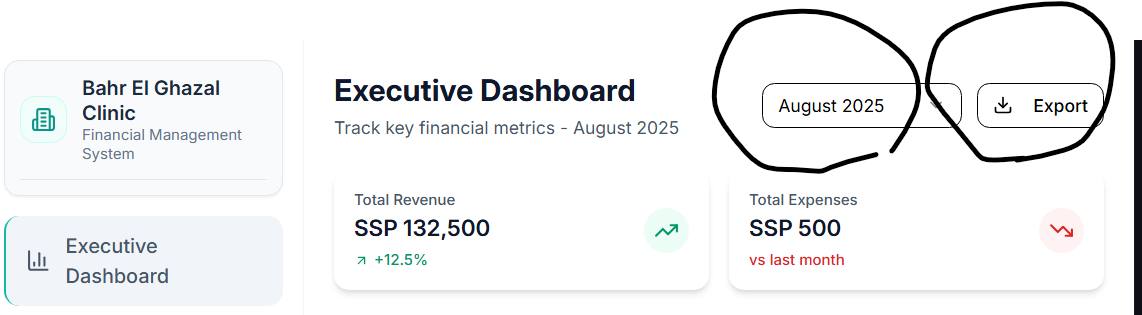 Bahr El Ghazal
Clinic
Financial Management
System
Executive
Dashboard
Executive Dashboard
Track key financial metrics - August 2025
August 2025
Export
Total Revenue
SSP 132,500
+12.5%
Total Expenses
SSP 500
vs last month